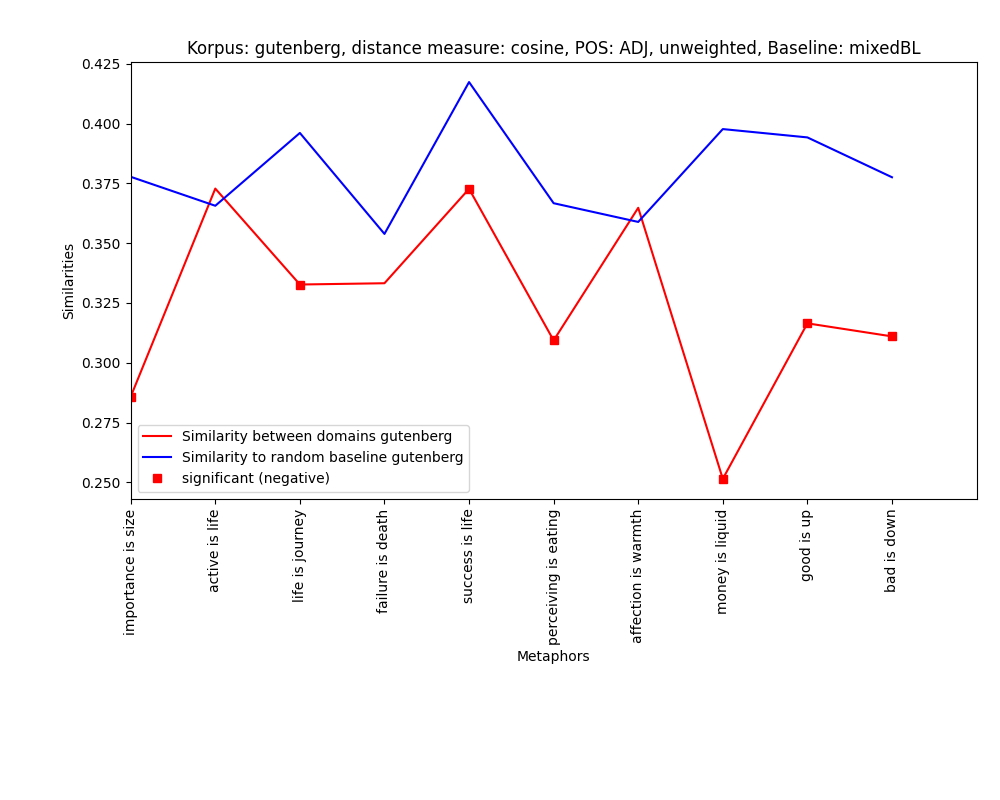 Korpus: gutenberg, distance measure: cosine, POS: ADJ, unweighted, Baseline: mixedBL
0.425
0.400
0.375
0.350
0.325
0.300
0.275
0.250
Similarities
Similarity between domains gutenberg
Similarity to random baseline gutenberg
significant (negative)
importance is size
active is life
life is journey
failure is death
success is life
perceiving is eating
affection is warmth
money is liquid
good is up
bad is down
Metaphors